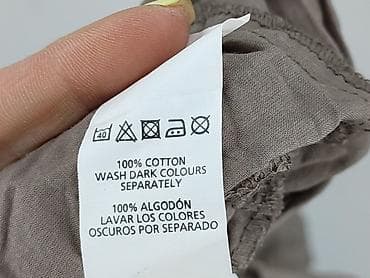 40
100% COTTON
WASH DARK COLOURS
SEPARATELY
100% ALGODÓN
LAVAR LOS COLORES
OSCUROS POR SEPARADO